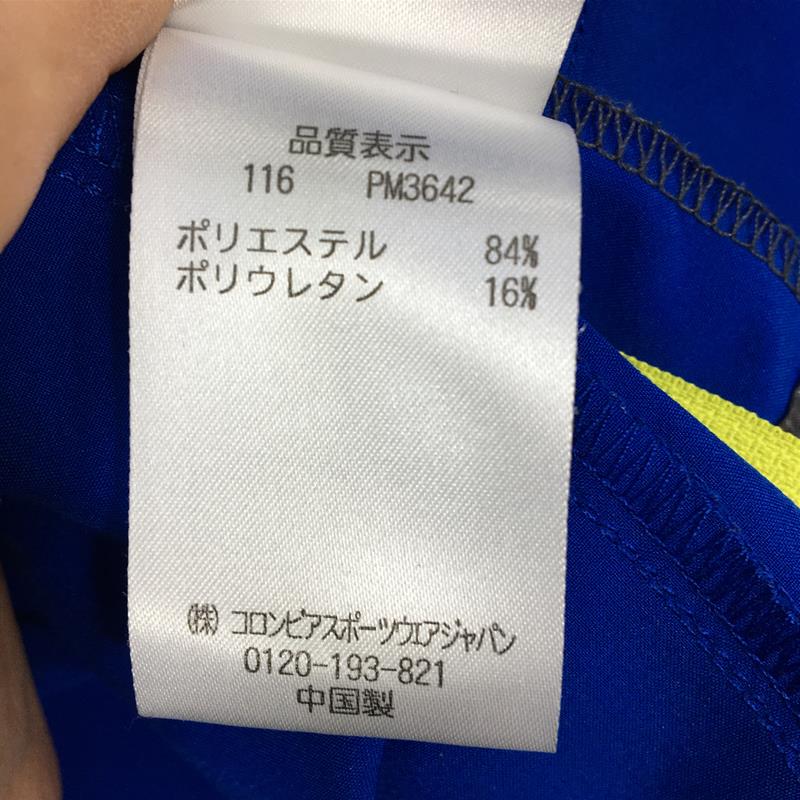 品質表示
116 PM3642
ポリエステル 84%
ポリウレタン 16%
(株) コロンビアスポーツウエアジャパン
0120-193-821
中国製